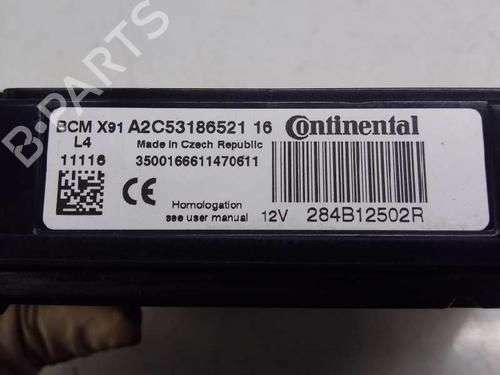 B-PARTS
BCM X91 A2C53186521 16 Continental
L4 Made in Czech Republic
11116 3500166611470611
CE
Homologation
see user manual 12V 284B12502R